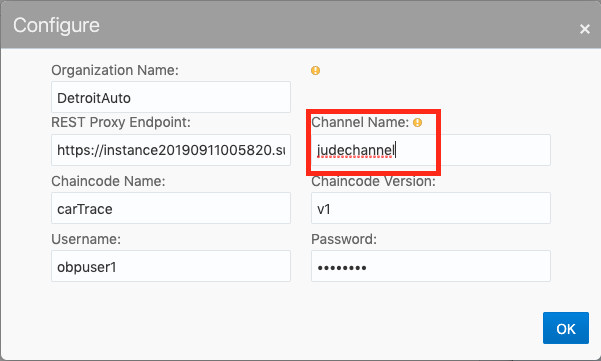 Configure
×
Organization Name:
DetroitAuto
REST Proxy Endpoint:
Channel Name:
https://instance20190911005820.su
judechannel
Chaincode Name:
Chaincode Version:
carTrace
v1
Username:
Password:
obpuser1
••••••••
OK